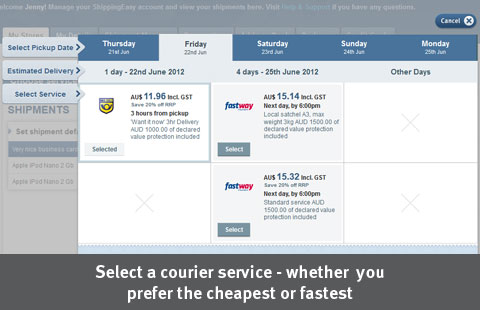 elcome Jenny! Manage your ShippingEasy account and view your shipments here. Visit Help & Support if you have any questions.
Cancel
My Stores
Select Pickup Date
Thursday
21st Jun
Friday
22nd Jun
Saturday
23rd Jun
Sunday
24th Jun
Monday
25th Jun
Estimated Delivery
1 day - 22nd June 2012
4 days - 25th June 2012
Other Days
Select Service
AU$ 11.96 Incl. GST
Save 20% off RRP
3 hours from pickup
'Want it now' 3hr Delivery
AUD 1000.00 of declared
value protection included
Selected
fastway
AU$ 15.14 Incl. GST
Save 20% off RRP
Next day, by 6:00pm
Local satchel A3, max
weight 3kg AUD 1500.00 of
declared value protection
included
Select
fastway
AU$ 15.32 Incl. GST
Save 20% off RRP
Next day, by 6:00pm
Standard service AUD
1500.00 of declared value
protection included
Select
SHIPMENTS
Set shipment defa
Very nice business card
Apple iPod Nano 2 GB
Apple iPod Nano 2 GB
Select a courier service - whether you
prefer the cheapest or fastest